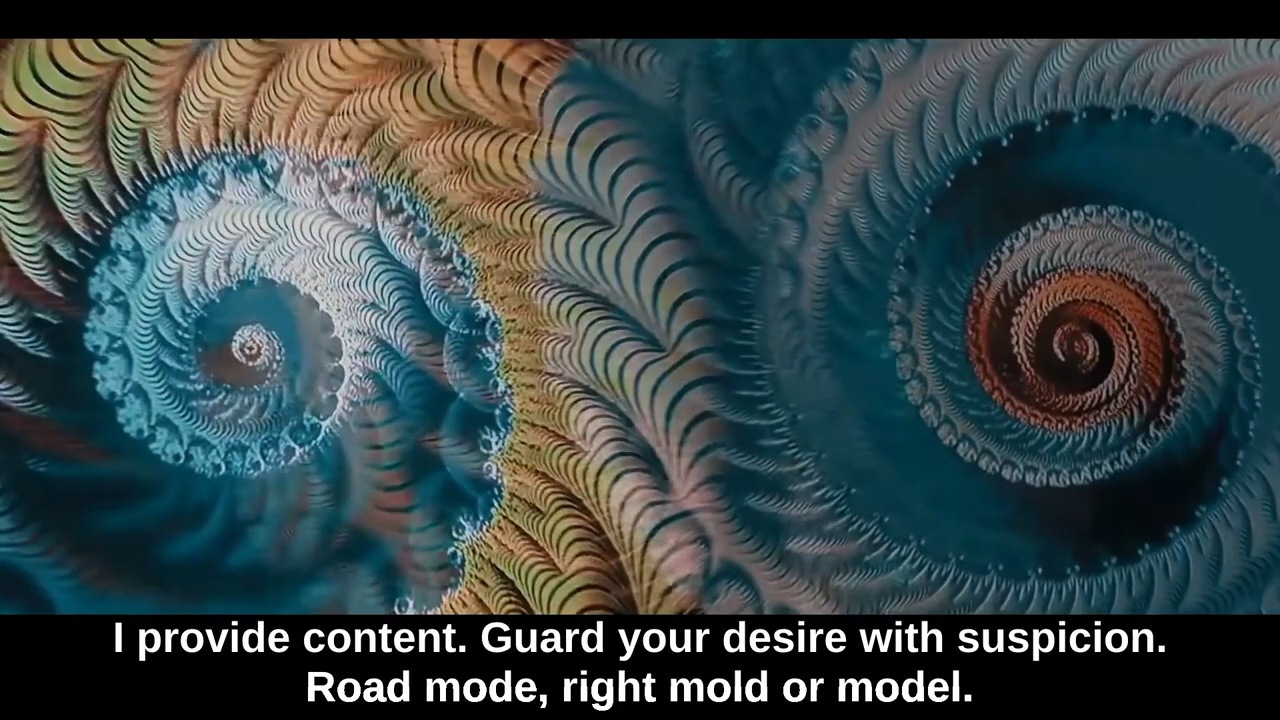 I provide content. Guard your desire with suspicion.
Road mode, right mold or model.